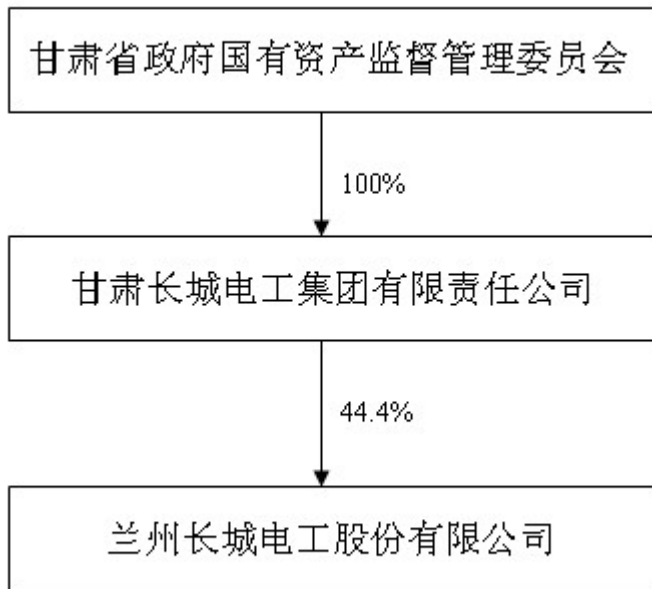 甘肃省政府国有资产监督管理委员会
100%
甘肃长城电工集团有限责任公司
44.4%
兰州长城电工股份有限公司